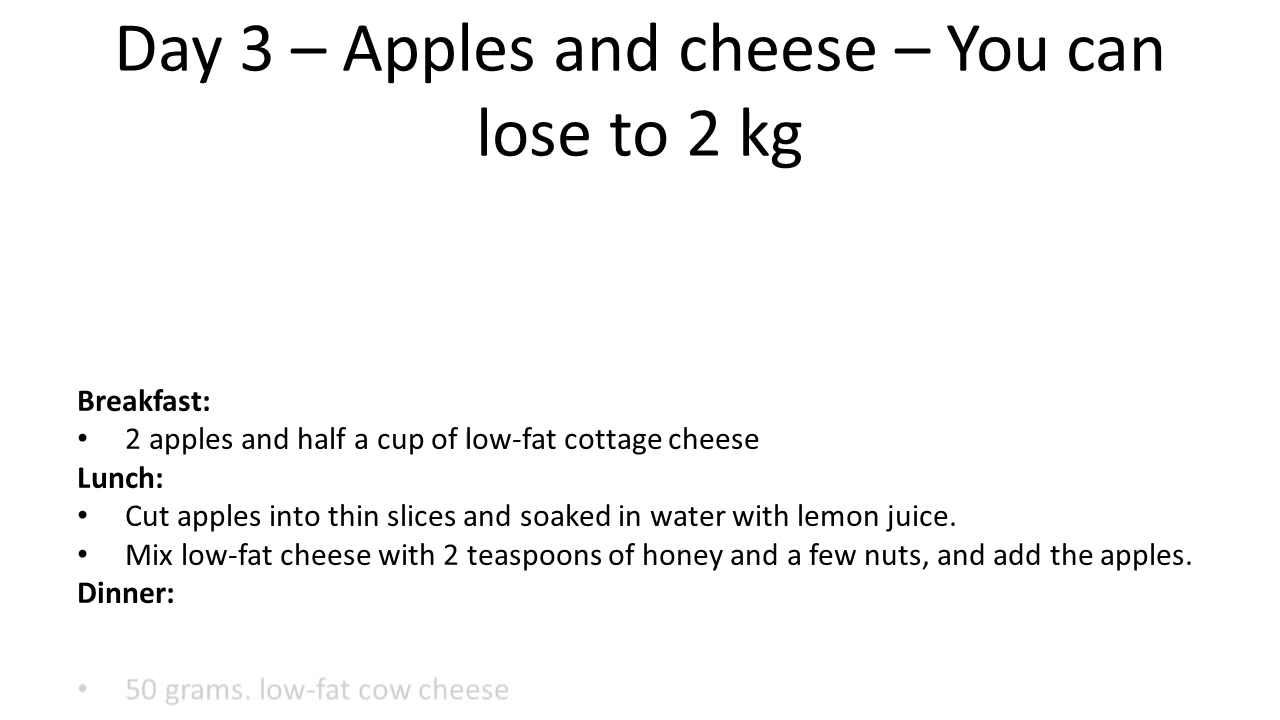 Day 3 – Apples and cheese – You can
lose to 2 kg
Breakfast:
• 2 apples and half a cup of low-fat cottage cheese
Lunch:
• Cut apples into thin slices and soaked in water with lemon juice.
• Mix low-fat cheese with 2 teaspoons of honey and a few nuts, and add the apples.
Dinner:
• 50 grams. low-fat cow cheese